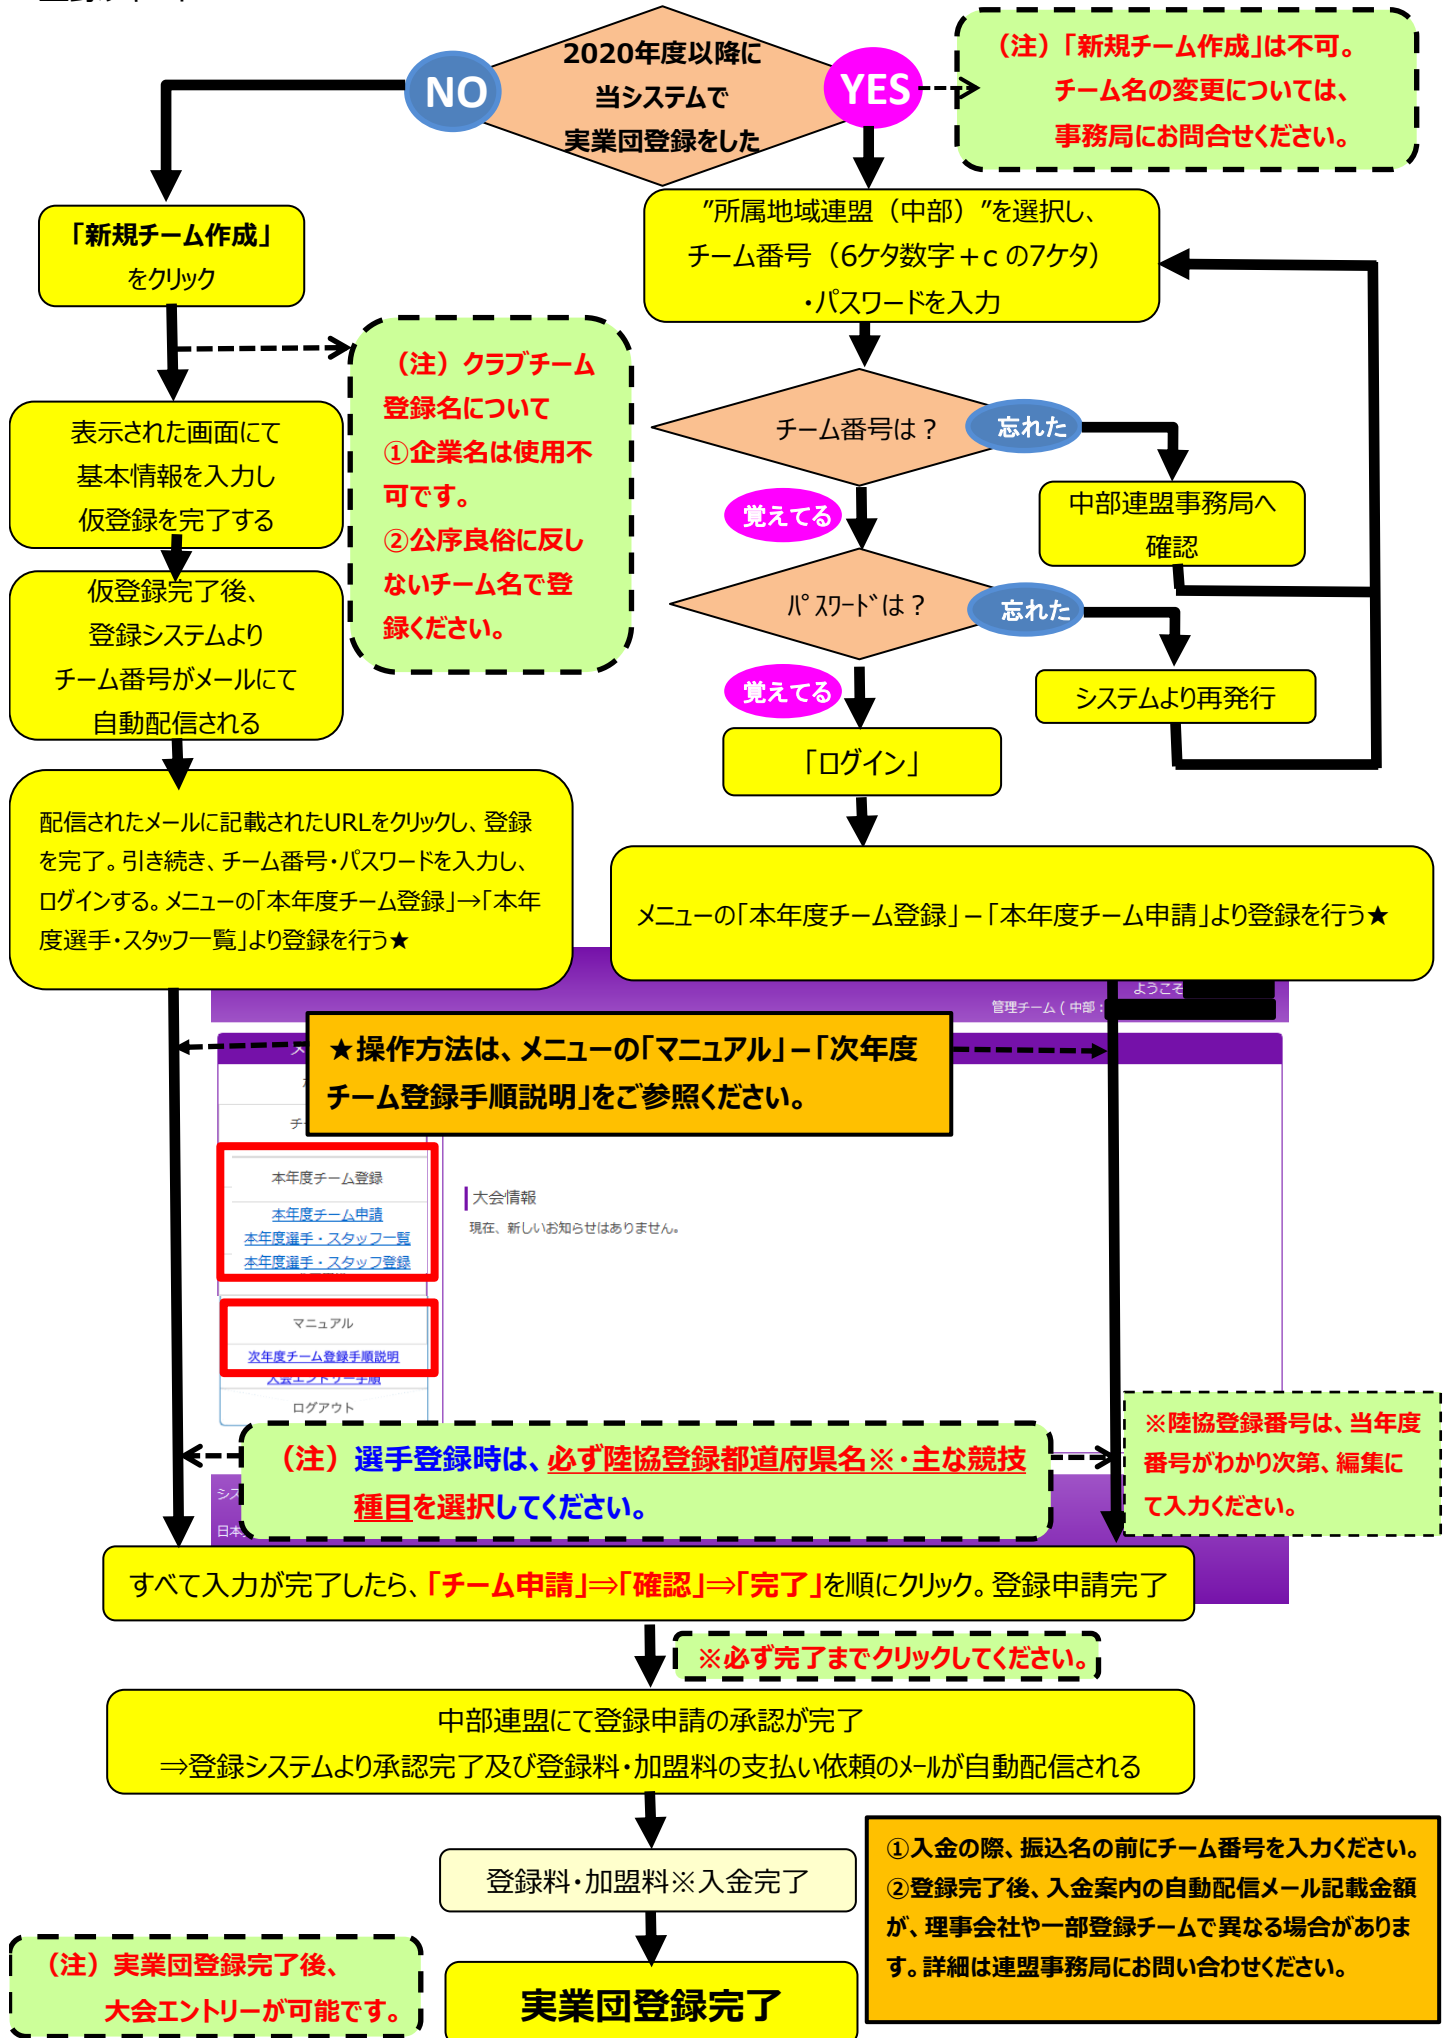 2020年度以降に
当システムで
実業団登録をした
NO
YES
（注）「新規チーム作成」は不可。
チーム名の変更については、
事務局にお問合せください。
「新規チーム作成」
をクリック
”所属地域連盟（中部）”を選択し、
チーム番号（6ケタ数字＋c の7ケタ）
・パスワードを入力
（注）クラブチーム
登録名について
①企業名は使用不
可です。
②公序良俗に反し
ないチーム名で登
録ください。
表示された画面にて
基本情報を入力し
仮登録を完了する
チーム番号は？
忘れた
覚えてる
中部連盟事務局へ
確認
仮登録完了後、
登録システムより
チーム番号がメールにて
自動配信される
ﾊﾟｽﾜｰﾄﾞは？
忘れた
覚えてる
システムより再発行
「ログイン」
配信されたメールに記載されたURLをクリックし、登録
を完了。引き続き、チーム番号・パスワードを入力し、
ログインする。メニューの「本年度チーム登録」→「本年
度選手・スタッフ一覧」より登録を行う★
メニューの「本年度チーム登録」－「本年度チーム申請」より登録を行う★
ようこそ
管理チーム ( 中部 :
★操作方法は、メニューの「マニュアル」－「次年度
チーム登録手順説明」をご参照ください。
本年度チーム登録
本年度チーム申請
本年度選手・スタッフ一覧
本年度選手・スタッフ登録
大会情報
現在、新しいお知らせはありません。
マニュアル
次年度チーム登録手順説明
大会エントリー手順
ログアウト
（注）選手登録時は、必ず陸協登録都道府県名※・主な競技
種目を選択してください。
※陸協登録番号は、当年度
番号がわかり次第、編集に
て入力ください。
シス
日本
すべて入力が完了したら、「チーム申請」⇒「確認」⇒「完了」を順にクリック。登録申請完了
※必ず完了までクリックしてください。
中部連盟にて登録申請の承認が完了
⇒登録システムより承認完了及び登録料・加盟料の支払い依頼のメールが自動配信される
登録料・加盟料※入金完了
①入金の際、振込名の前にチーム番号を入力ください。
②登録完了後、入金案内の自動配信メール記載金額
が、理事会社や一部登録チームで異なる場合がありま
す。詳細は連盟事務局にお問い合わせください。
（注）実業団登録完了後、
大会エントリーが可能です。
実業団登録完了